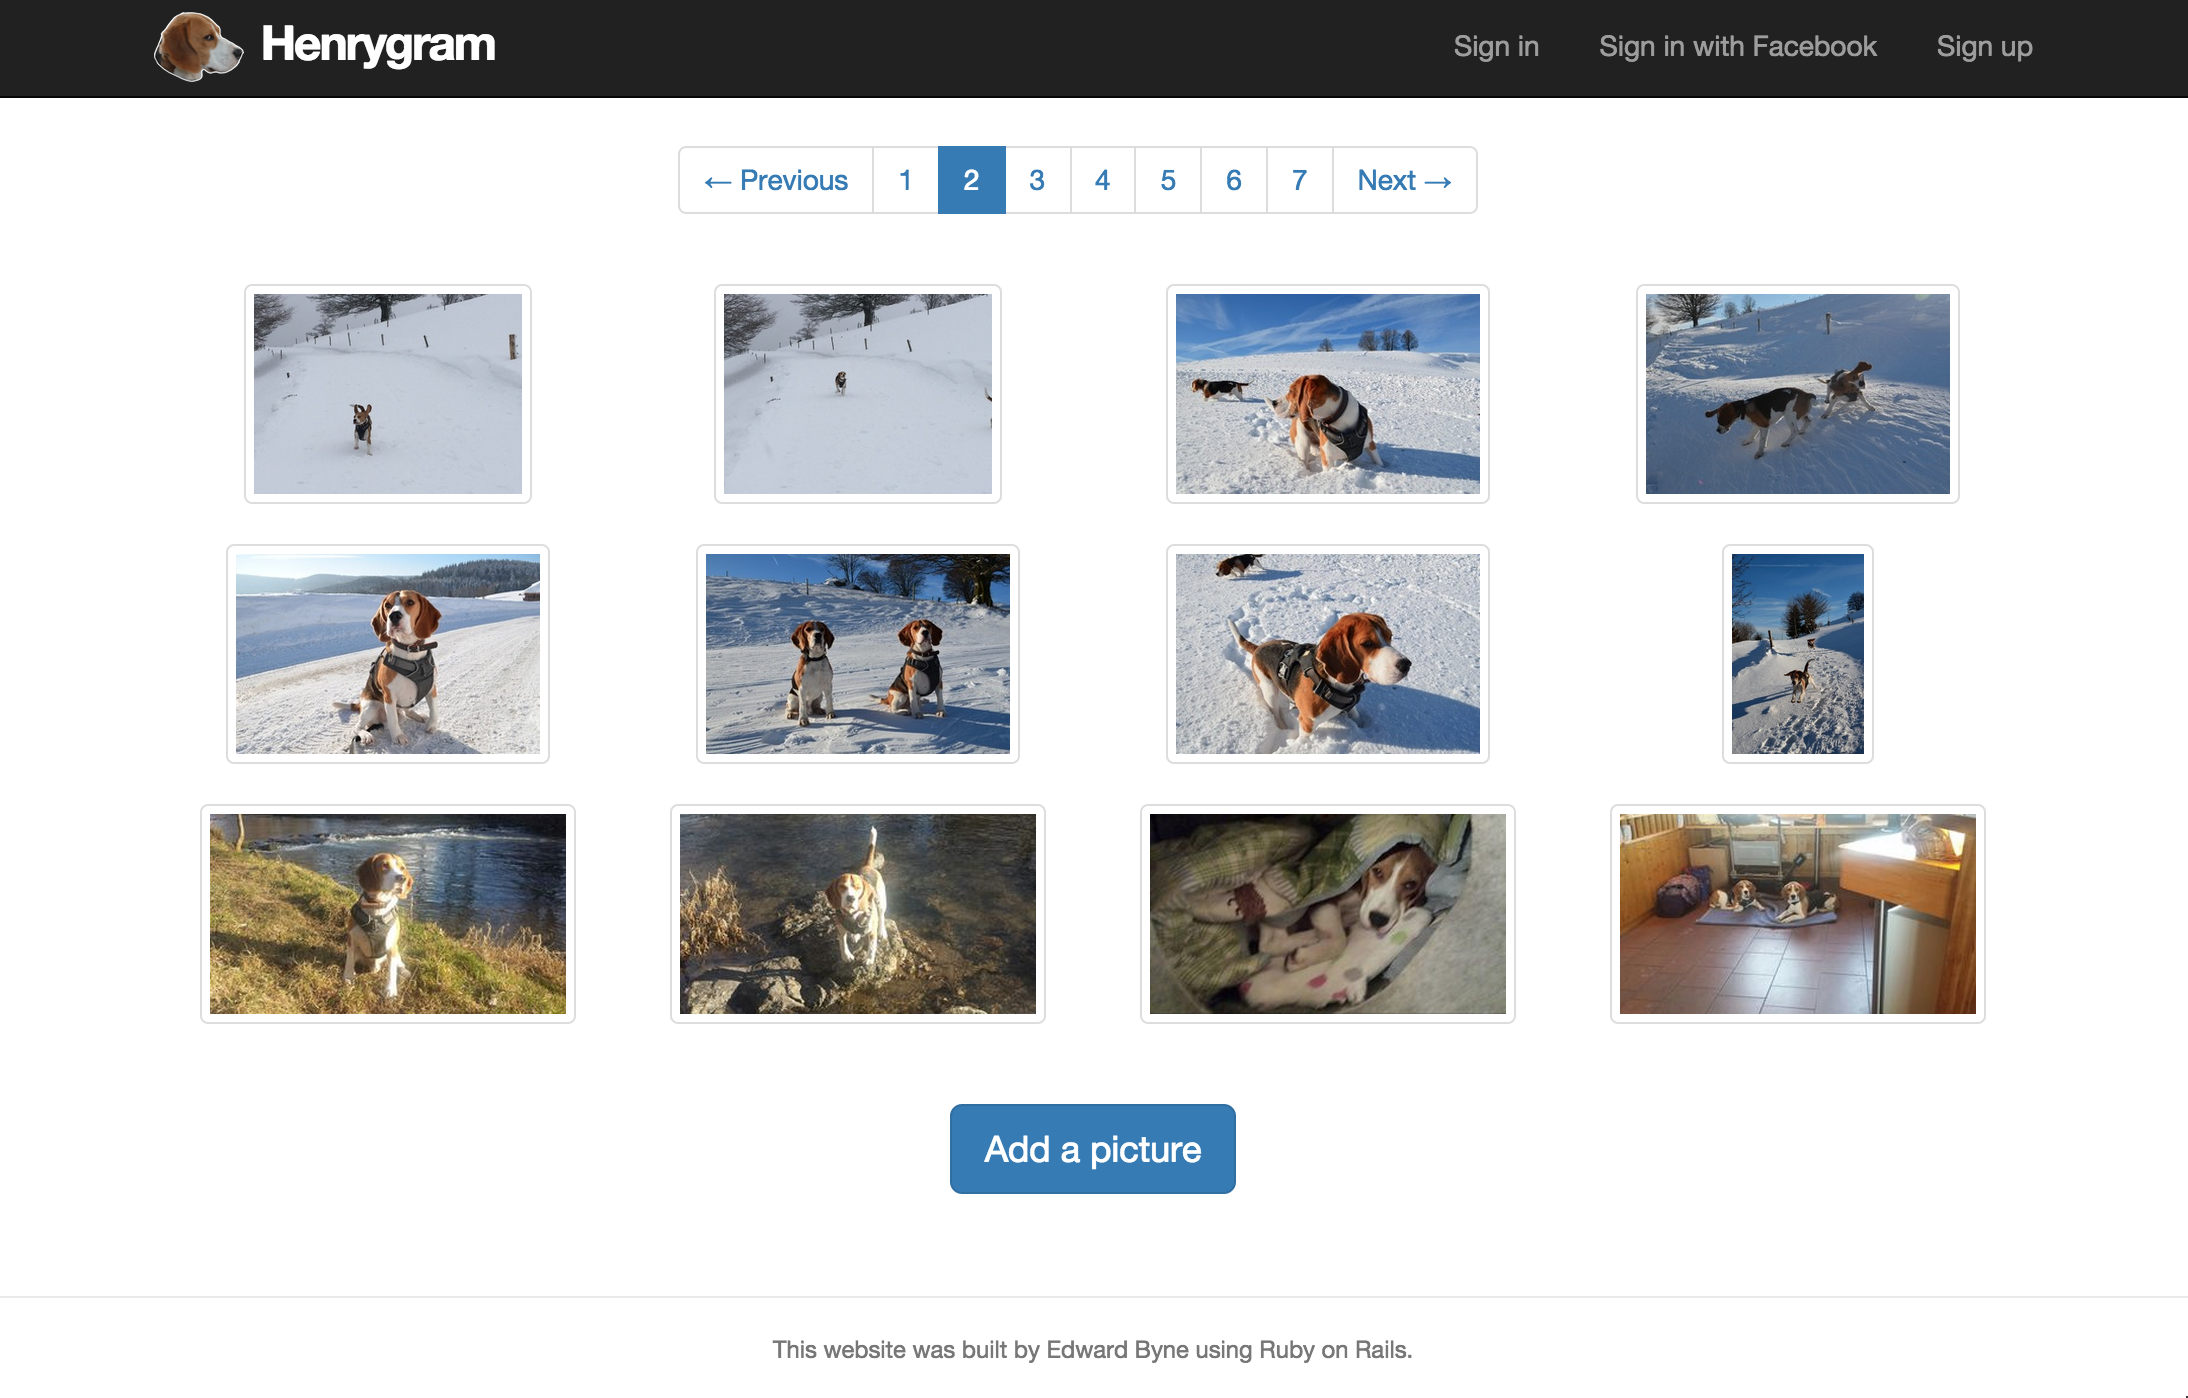 Henrygram
Sign in Sign in with Facebook Sign up
← Previous 1 2 3 4 5 6 7 Next →
Add a picture
This website was built by Edward Byne using Ruby on Rails.